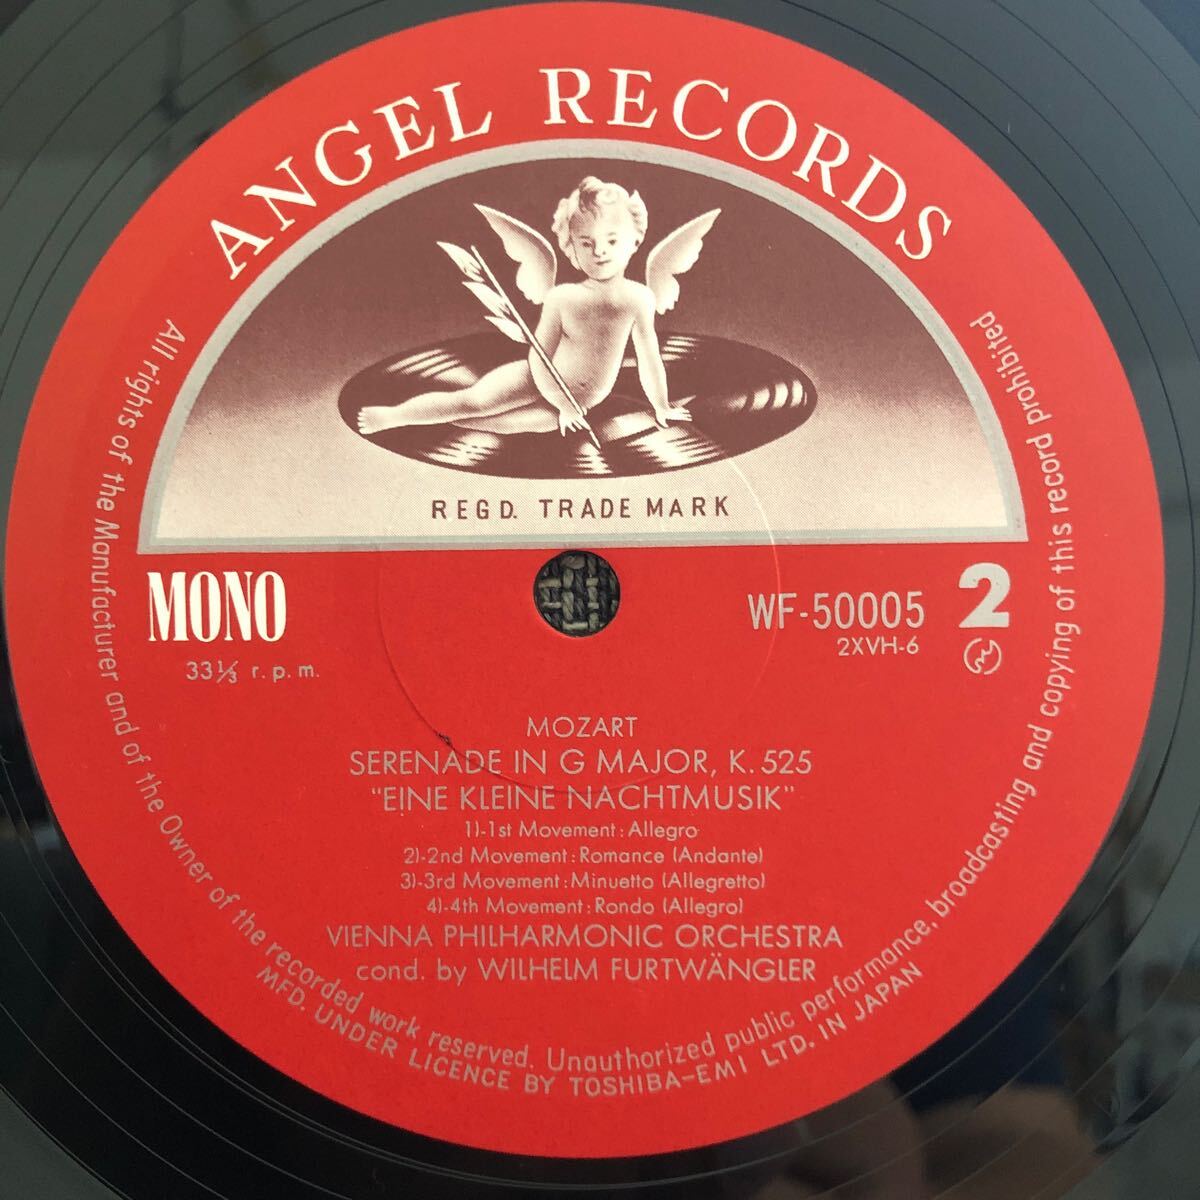 ANGEL RECORDS
REGD. TRADE MARK
MONO
33⅓ r.p.m.
WF-50005
2XVH-6
2
MOZART
SERENADE IN G MAJOR, K.525
"EINE KLEINE NACHTMUSIK"
1)-1st Movement:Allegro
2)-2nd Movement:Romance (Andante)
3)-3rd Movement:Minuetto (Allegretto)
4)-4th Movement:Rondo (Allegro)
VIENNA PHILHARMONIC ORCHESTRA
cond. by WILHELM FURTWÄNGLER
All rights of the Manufacturer and of the Owner of the recorded work reserved. Unauthorized public performance, broadcasting and copying of this record prohibited
MFD. UNDER LICENCE BY TOSHIBA-EMI LTD. IN JAPAN